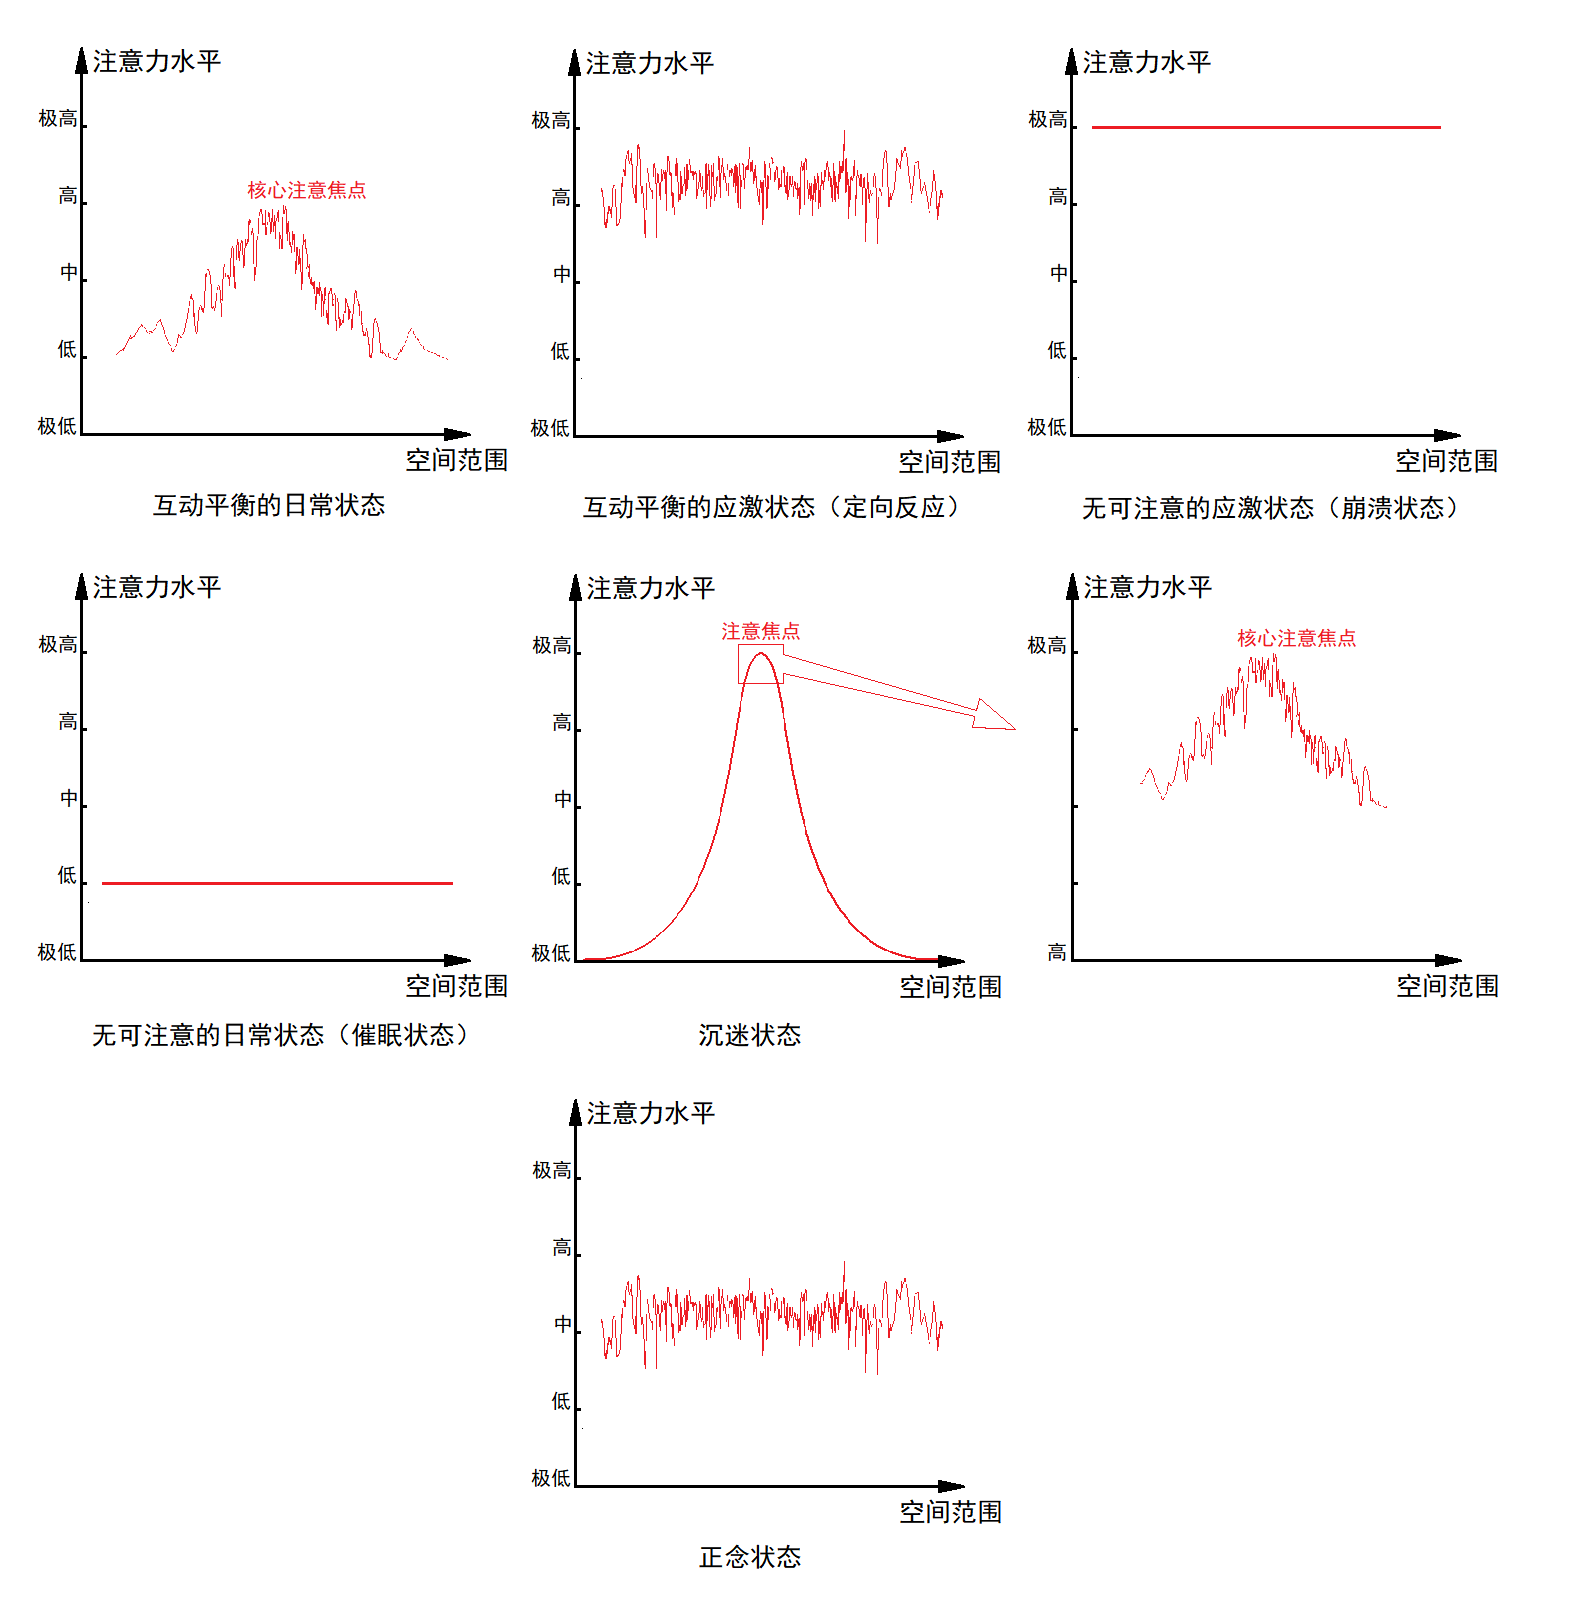 注意力水平
极高
高
中
低
极低
核心注意焦点
空间范围
互动平衡的日常状态
注意力水平
极高
高
中
低
极低
空间范围
互动平衡的应激状态（定向反应）
注意力水平
极高
高
中
低
极低
空间范围
无可注意的应激状态（崩溃状态）
注意力水平
极高
高
中
低
极低
空间范围
无可注意的日常状态（催眠状态）
注意力水平
注意焦点
极高
高
中
低
极低
空间范围
沉迷状态
注意力水平
核心注意焦点
极高
高
空间范围
注意力水平
极高
高
中
低
极低
空间范围
正念状态